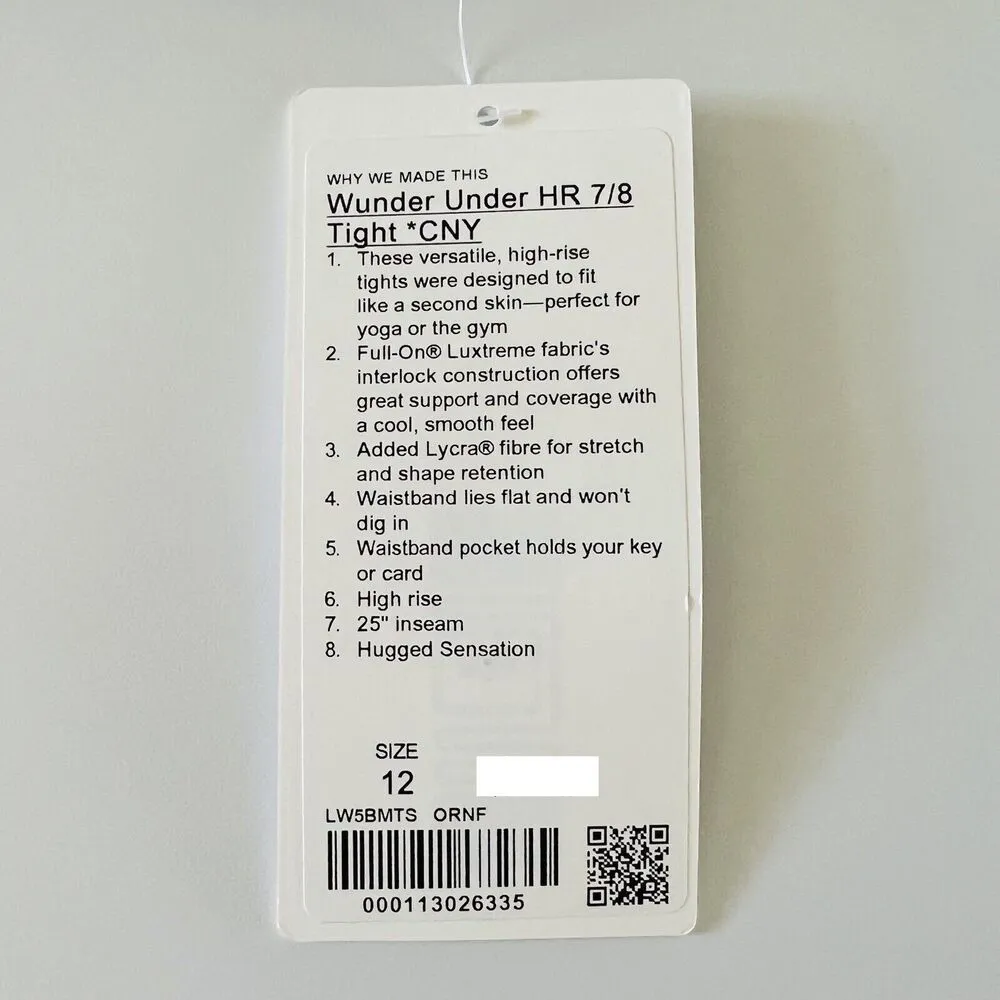 WHY WE MADE THIS
Wunder Under HR 7/8
Tight *CNY
1. These versatile, high-rise
tights were designed to fit
like a second skin—perfect for
yoga or the gym
2. Full-On® Luxtreme fabric's
interlock construction offers
great support and coverage with
a cool, smooth feel
3. Added Lycra® fibre for stretch
and shape retention
4. Waistband lies flat and won't
dig in
5. Waistband pocket holds your key
or card
6. High rise
7. 25" inseam
8. Hugged Sensation
SIZE
12
LW5BMTS ORNF
000113026335